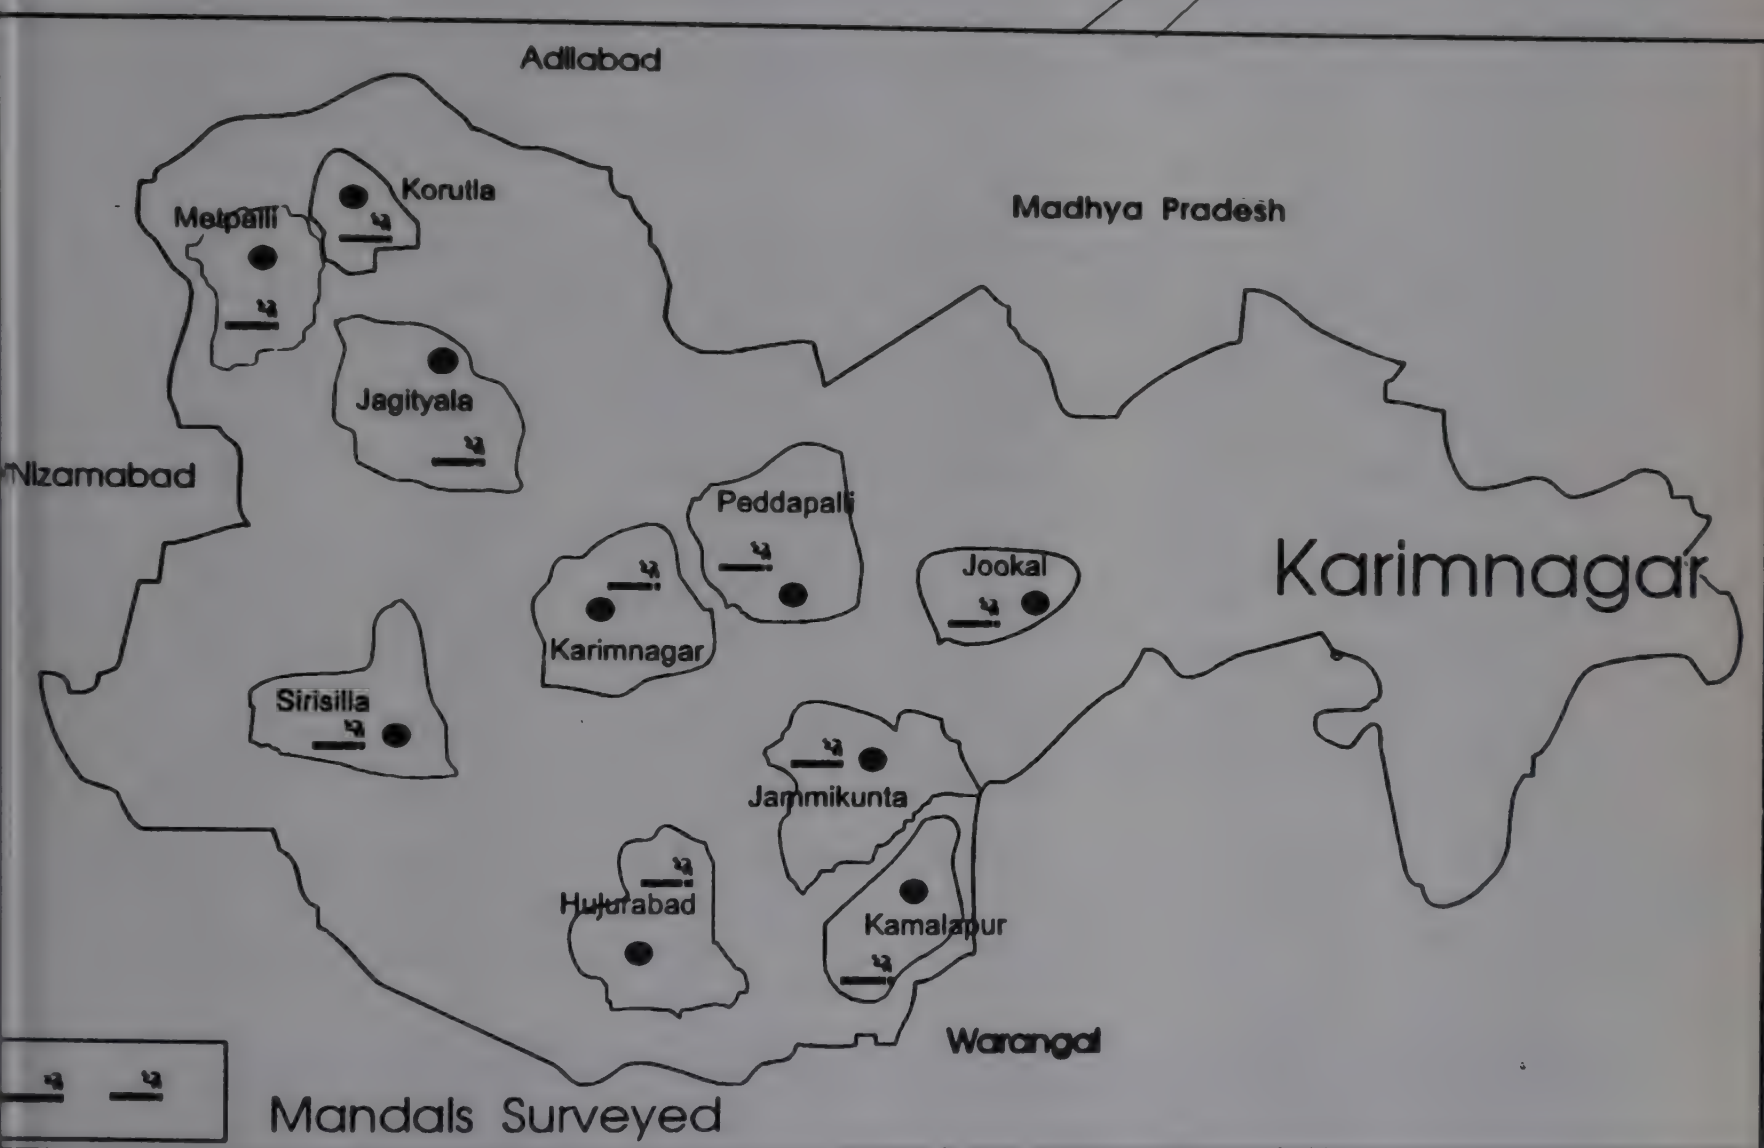 Adilabad
Madhya Pradesh
Korutla
Metpalli
Jagityala
Nizamabad
Peddapalli
Karimnagar
Jookal
Karimnagar
Sirisilla
Jammikunta
Hujurabad
Kamalapur
Warangal
Mandals Surveyed